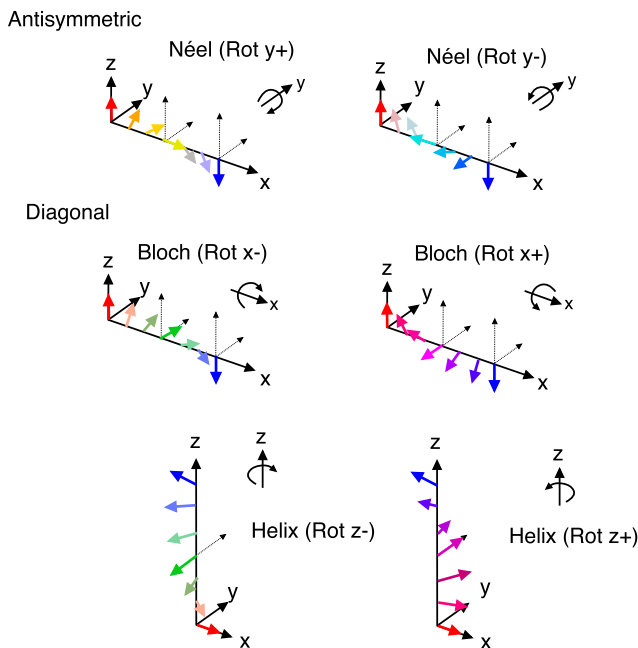 Antisymmetric
Néel (Rot y+)
Néel (Rot y-)
z
y
y
x
z
y
y
x
Diagonal
Bloch (Rot x-)
Bloch (Rot x+)
z
y
x
x
z
y
x
x
z
z
Helix (Rot z-)
y
x
z
z
Helix (Rot z+)
y
x